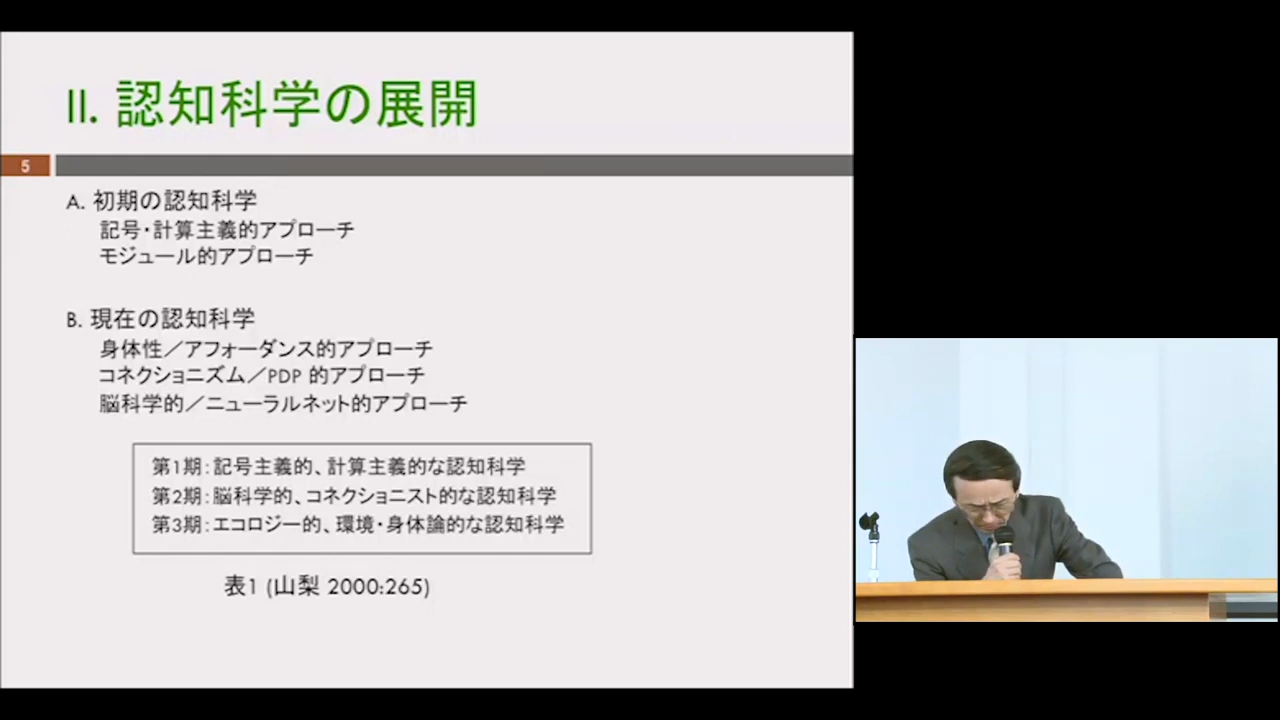 II. 認知科学の展開
5
A. 初期の認知科学
記号・計算主義的アプローチ
モジュール的アプローチ
B. 現在の認知科学
身体性／アフォーダンス的アプローチ
コネクショニズム／PDP 的アプローチ
脳科学的／ニューラルネット的アプローチ
第1期：記号主義的、計算主義的な認知科学
第2期：脳科学的、コネクショニスト的な認知科学
第3期：エコロジー的、環境・身体論的な認知科学
表1 (山梨 2000:265)